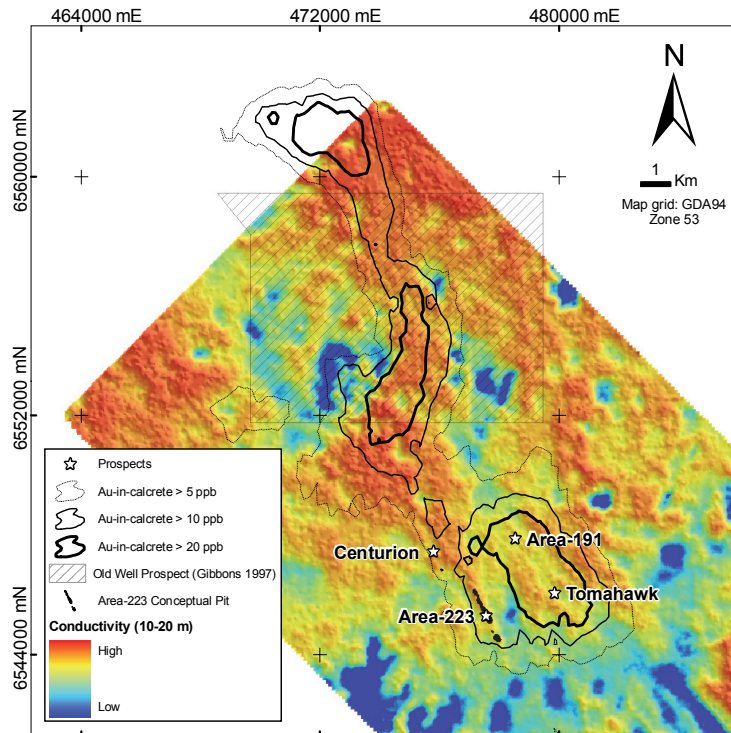 464000 mE
472000 mE
480000 mE
6560000 mN
6552000 mN
6544000 mN
N
1
Km
Map grid: GDA94
Zone 53
Area-191
Centurion
Tomahawk
Area-223
Prospects
Au-in-calcrete > 5 ppb
Au-in-calcrete > 10 ppb
Au-in-calcrete > 20 ppb
Old Well Prospect (Gibbons 1997)
Area-223 Conceptual Pit
Conductivity (10-20 m)
High
Low